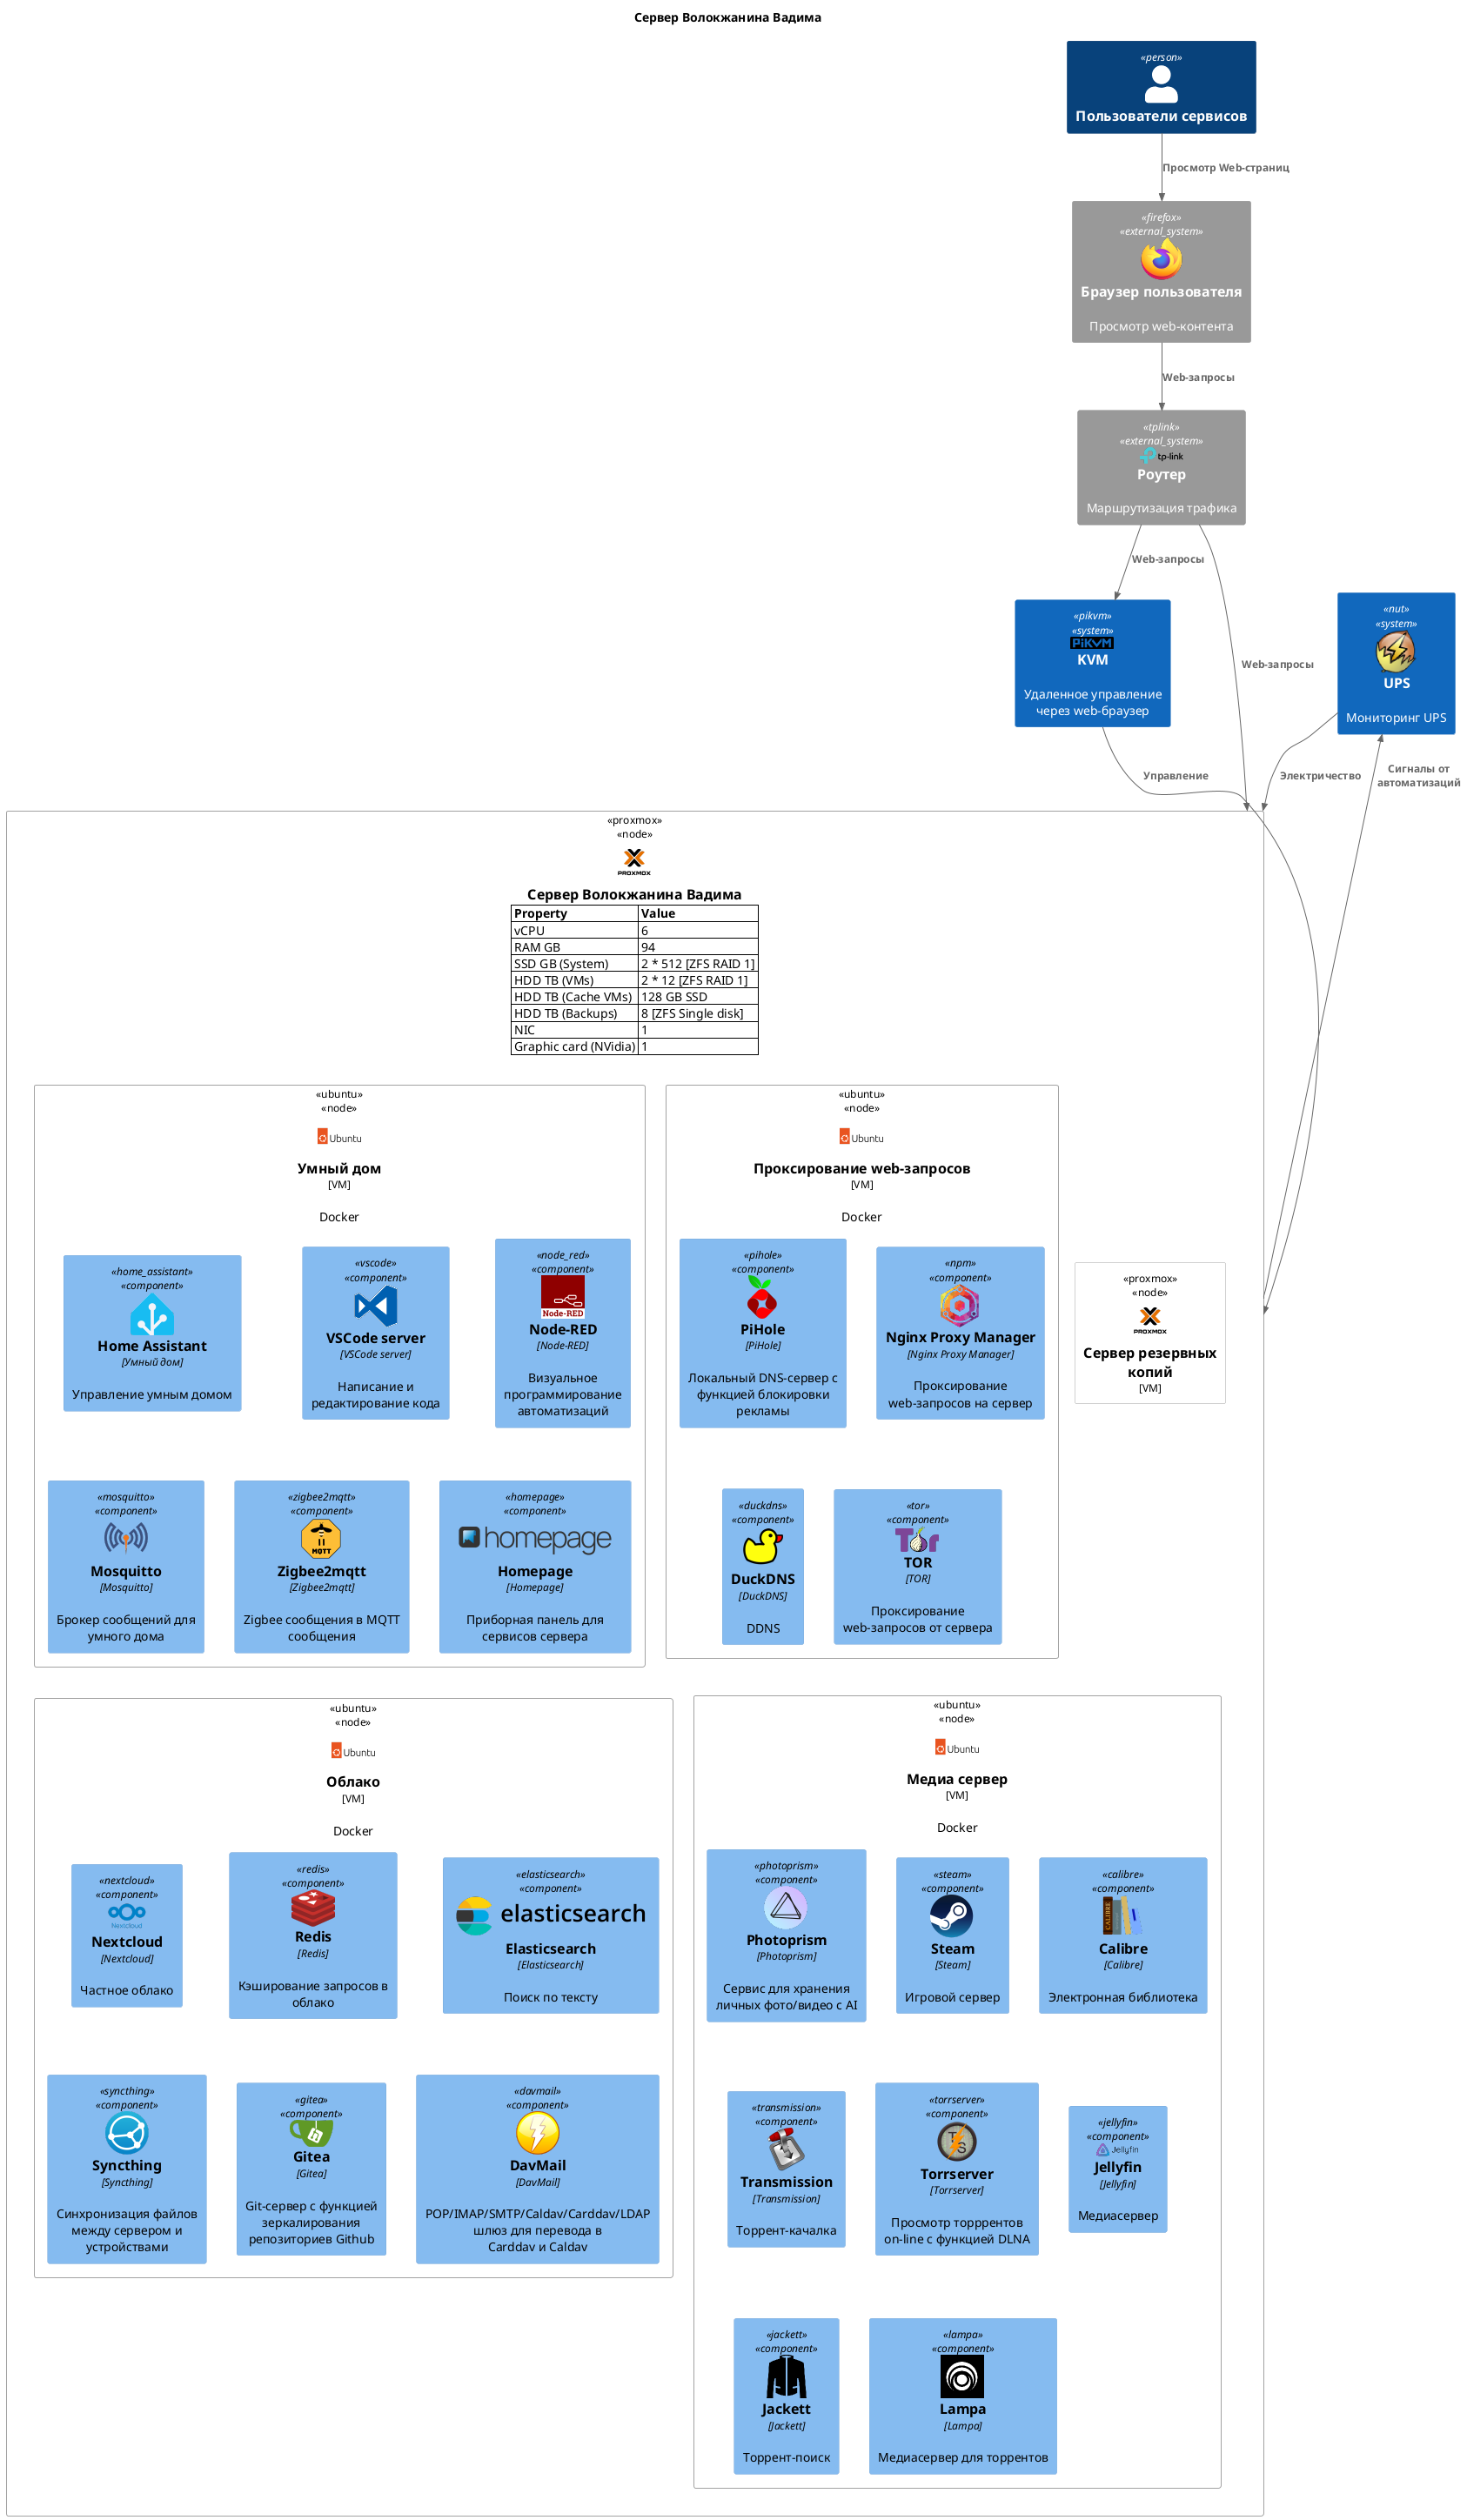 Сервер Волокжанина Вадима
«person»
Пользователи сервисов
Просмотр Web-страниц
«firefox»
«external_system»
Браузер пользователя
Просмотр web-контента
Web-запросы
«tplink»
«external_system»
tp-link
Роутер
Маршрутизация трафика
Web-запросы
Web-запросы
«pikvm»
«system»
PiKVM
KVM
Удаленное управление
через web-браузер
«nut»
«system»
UPS
Мониторинг UPS
Управление
Электричество
Сигналы от
автоматизаций
«proxmox»
«node»
PROXMOX
Сервер Волокжанина Вадима
Property Value
vCPU 6
RAM GB 94
SSD GB (System) 2 * 512 [ZFS RAID 1]
HDD TB (VMs) 2 * 12 [ZFS RAID 1]
HDD TB (Cache VMs) 128 GB SSD
HDD TB (Backups) 8 [ZFS Single disk]
NIC 1
Graphic card (NVidia) 1
«ubuntu»
«node»
Ubuntu
Умный дом
[VM]
Docker
«home_assistant»
«component»
Home Assistant
[Умный дом]
Управление умным домом
«vscode»
«component»
VSCode server
[VSCode server]
Написание и
редактирование кода
«node_red»
«component»
Node-RED
Node-RED
[Node-RED]
Визуальное
программирование
автоматизаций
«mosquitto»
«component»
Mosquitto
[Mosquitto]
Брокер сообщений для
умного дома
«zigbee2mqtt»
«component»
MQTT
Zigbee2mqtt
[Zigbee2mqtt]
Zigbee сообщения в MQTT
сообщения
«homepage»
«component»
homepage
Homepage
[Homepage]
Приборная панель для
сервисов сервера
«ubuntu»
«node»
Ubuntu
Проксирование web-запросов
[VM]
Docker
«pihole»
«component»
PiHole
[PiHole]
Локальный DNS-сервер с
функцией блокировки
рекламы
«npm»
«component»
Nginx Proxy Manager
[Nginx Proxy Manager]
Проксирование
web-запросов на сервер
«duckdns»
«component»
DuckDNS
[DuckDNS]
DDNS
«tor»
«component»
Tor
TOR
[TOR]
Проксирование
web-запросов от сервера
«proxmox»
«node»
PROXMOX
Сервер резервных
копий
[VM]
«ubuntu»
«node»
Ubuntu
Облако
[VM]
Docker
«nextcloud»
«component»
Nextcloud
Nextcloud
[Nextcloud]
Частное облако
«redis»
«component»
Redis
[Redis]
Кэширование запросов в
облако
«elasticsearch»
«component»
elasticsearch
Elasticsearch
[Elasticsearch]
Поиск по тексту
«syncthing»
«component»
Syncthing
[Syncthing]
Синхронизация файлов
между сервером и
устройствами
«gitea»
«component»
Gitea
[Gitea]
Git-сервер с функцией
зеркалирования
репозиториев Github
«davmail»
«component»
DavMail
[DavMail]
POP/IMAP/SMTP/Caldav/Carddav/LDAP
шлюз для перевода в
Carddav и Caldav
«ubuntu»
«node»
Ubuntu
Медиа сервер
[VM]
Docker
«photoprism»
«component»
Photoprism
[Photoprism]
Сервис для хранения
личных фото/видео с AI
«steam»
«component»
Steam
[Steam]
Игровой сервер
«calibre»
«component»
CALIBRE
Calibre
[Calibre]
Электронная библиотека
«transmission»
«component»
Transmission
[Transmission]
Торрент-качалка
«torrserver»
«component»
TS
Torrserver
[Torrserver]
Просмотр торррентов
on-line с функцией DLNA
«jellyfin»
«component»
Jellyfin
Jellyfin
[Jellyfin]
Медиасервер
«jackett»
«component»
Jackett
[Jackett]
Торрент-поиск
«lampa»
«component»
Lampa
[Lampa]
Медиасервер для торрентов